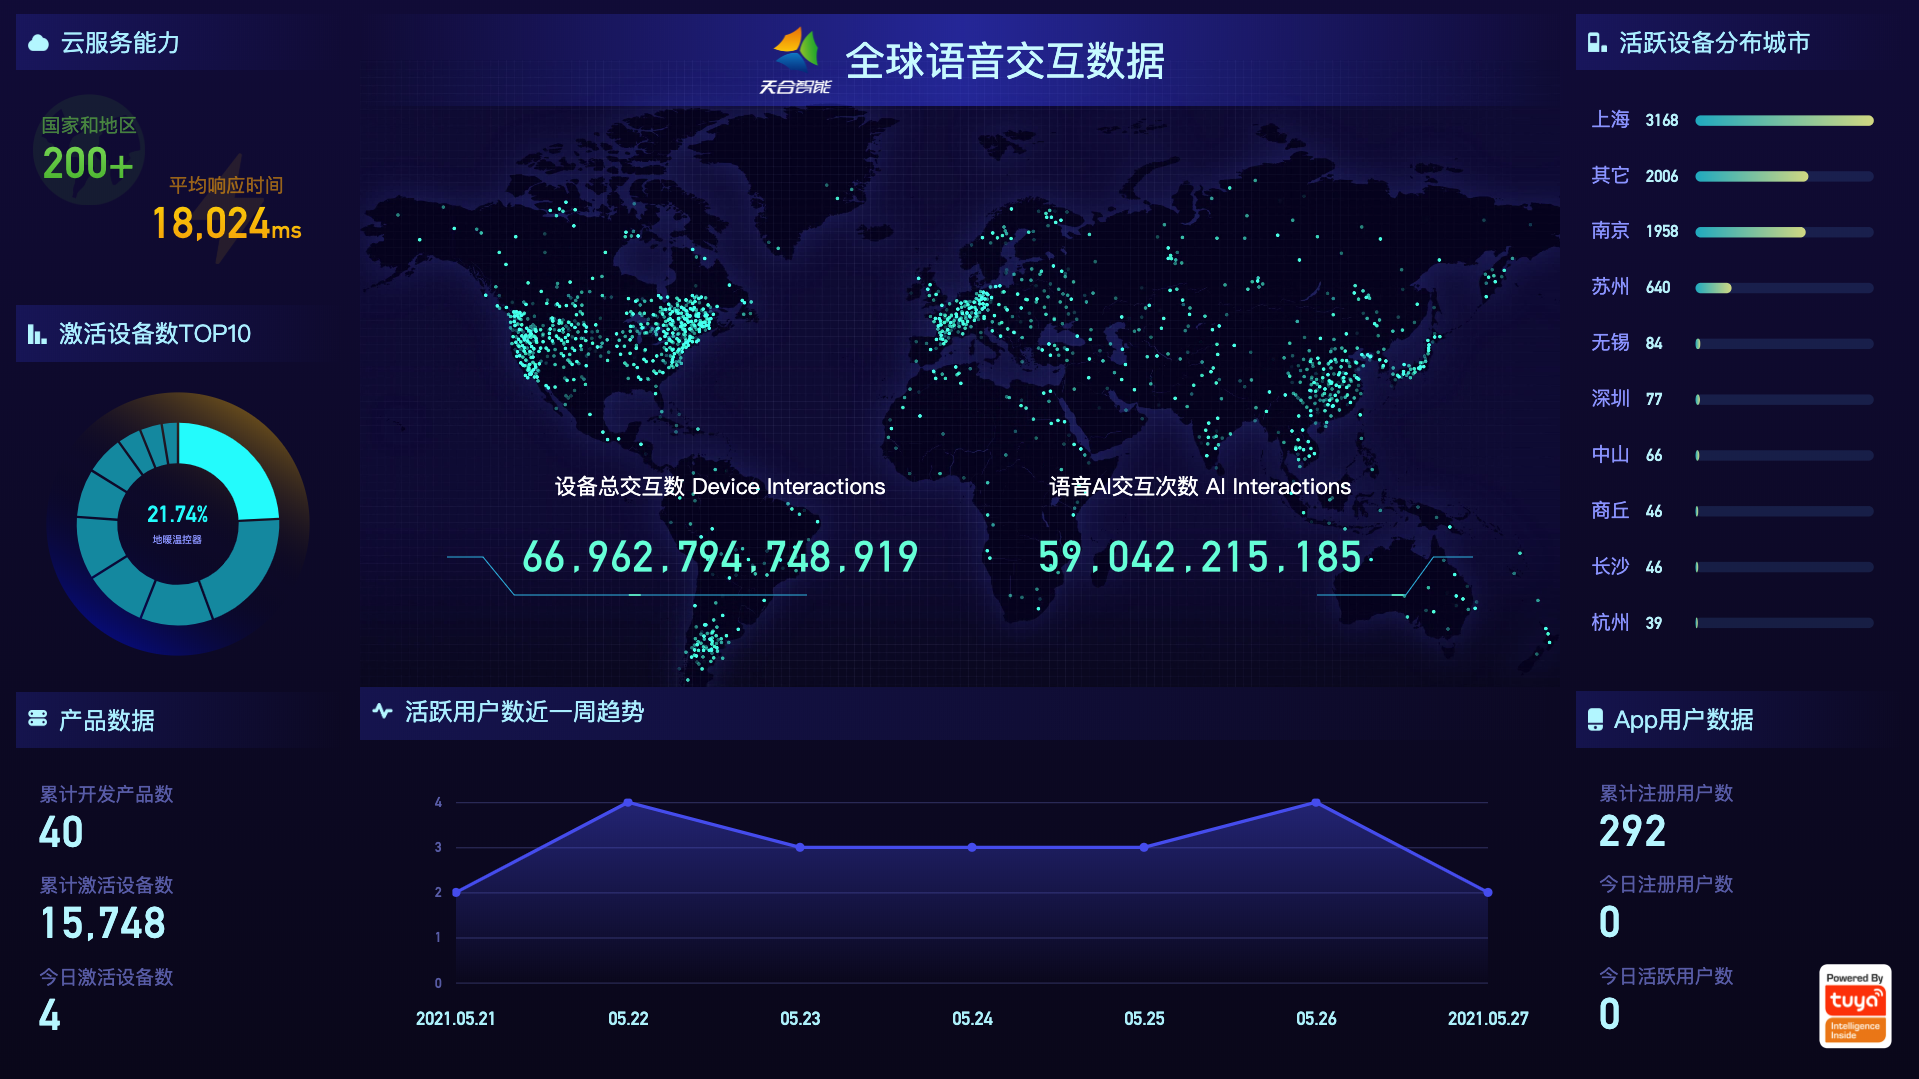 云服务能力
国家和地区
200+
平均响应时间
18,024ms
激活设备数TOP10
21.74%
地暖温控器
产品数据
累计开发产品数
40
累计激活设备数
15,748
今日激活设备数
4
天合智能
全球语音交互数据
设备总交互数 Device Interactions
66,962,794,748,919
语音AI交互次数 AI Interactions
59,042,215,185
活跃用户数近一周趋势
4
3
2
1
0
2021.05.21 05.22 05.23 05.24 05.25 05.26 2021.05.27
活跃设备分布城市
上海 3168
其它 2006
南京 1958
苏州 640
无锡 84
深圳 77
中山 66
商丘 46
长沙 46
杭州 39
App用户数据
累计注册用户数
292
今日注册用户数
0
今日活跃用户数
0
Powered By
tuya
Intelligence
Inside